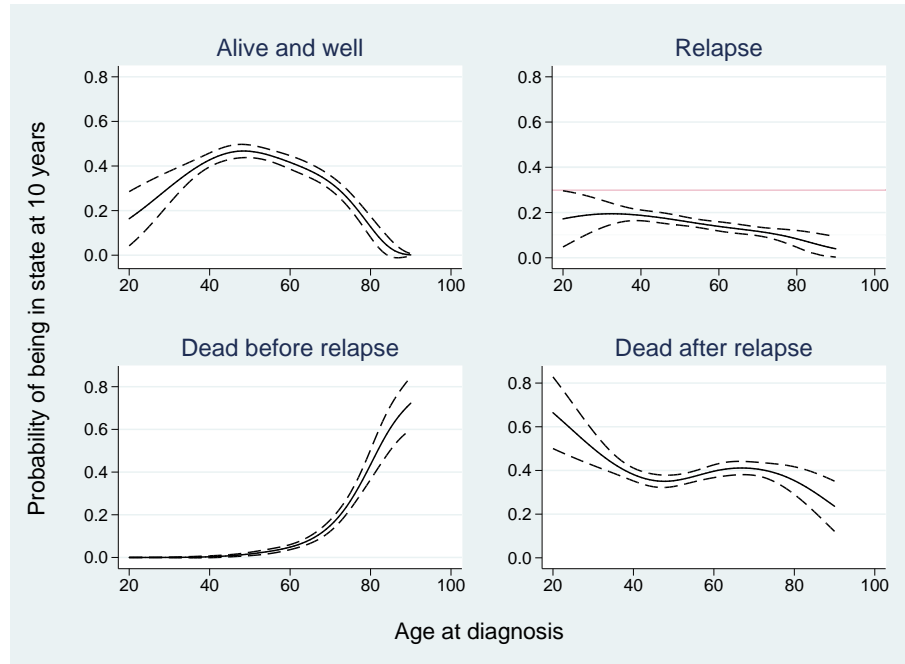 Alive and well
0.8
0.6
0.4
0.2
0.0
20 40 60 80 100
Relapse
0.8
0.6
0.4
0.2
0.0
20 40 60 80 100
Dead before relapse
0.8
0.6
0.4
0.2
0.0
20 40 60 80 100
Dead after relapse
0.8
0.6
0.4
0.2
0.0
20 40 60 80 100
Probability of being in state at 10 years
Age at diagnosis